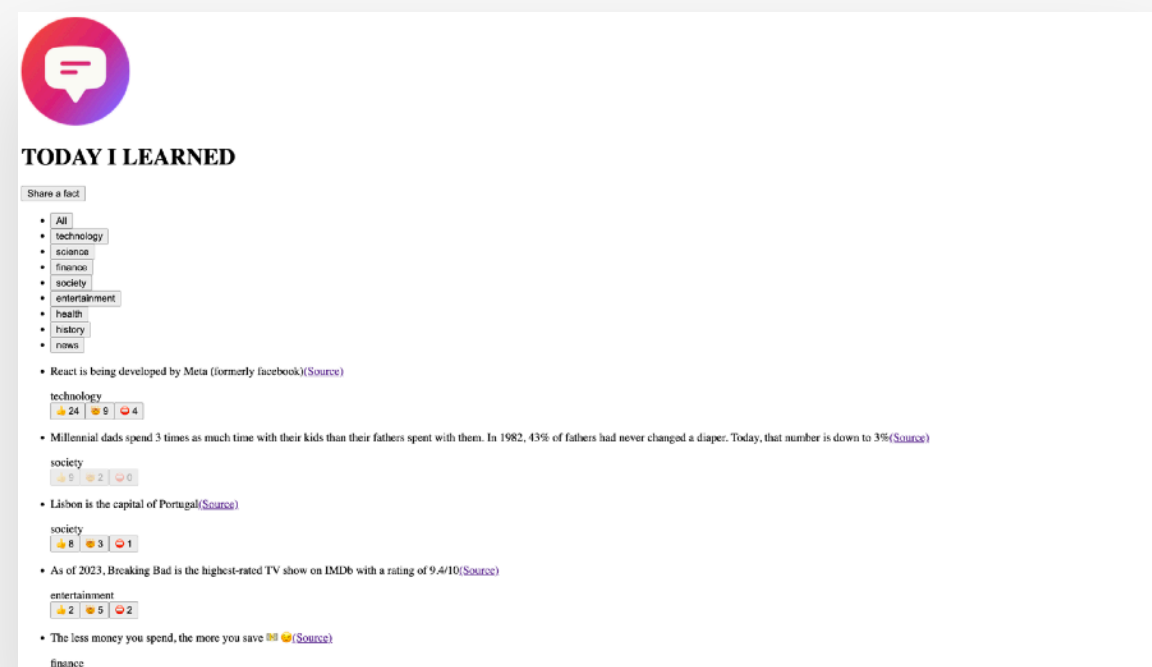 TODAY I LEARNED
Share a fact
All
technology
science
finance
society
entertainment
health
history
news
React is being developed by Meta (formerly facebook)(Source)
technology
👍 24 🤯 9 ⛔️ 4
Millennial dads spend 3 times as much time with their kids than their fathers spent with them. In 1982, 43% of fathers had never changed a diaper. Today, that number is down to 3%(Source)
society
👍 9 🤯 2 ⛔️ 0
Lisbon is the capital of Portugal(Source)
society
👍 8 🤯 3 ⛔️ 1
As of 2023, Breaking Bad is the highest-rated TV show on IMDb with a rating of 9.4/10(Source)
entertainment
👍 2 🤯 5 ⛔️ 2
The less money you spend, the more you save 💵 😉(Source)
finance